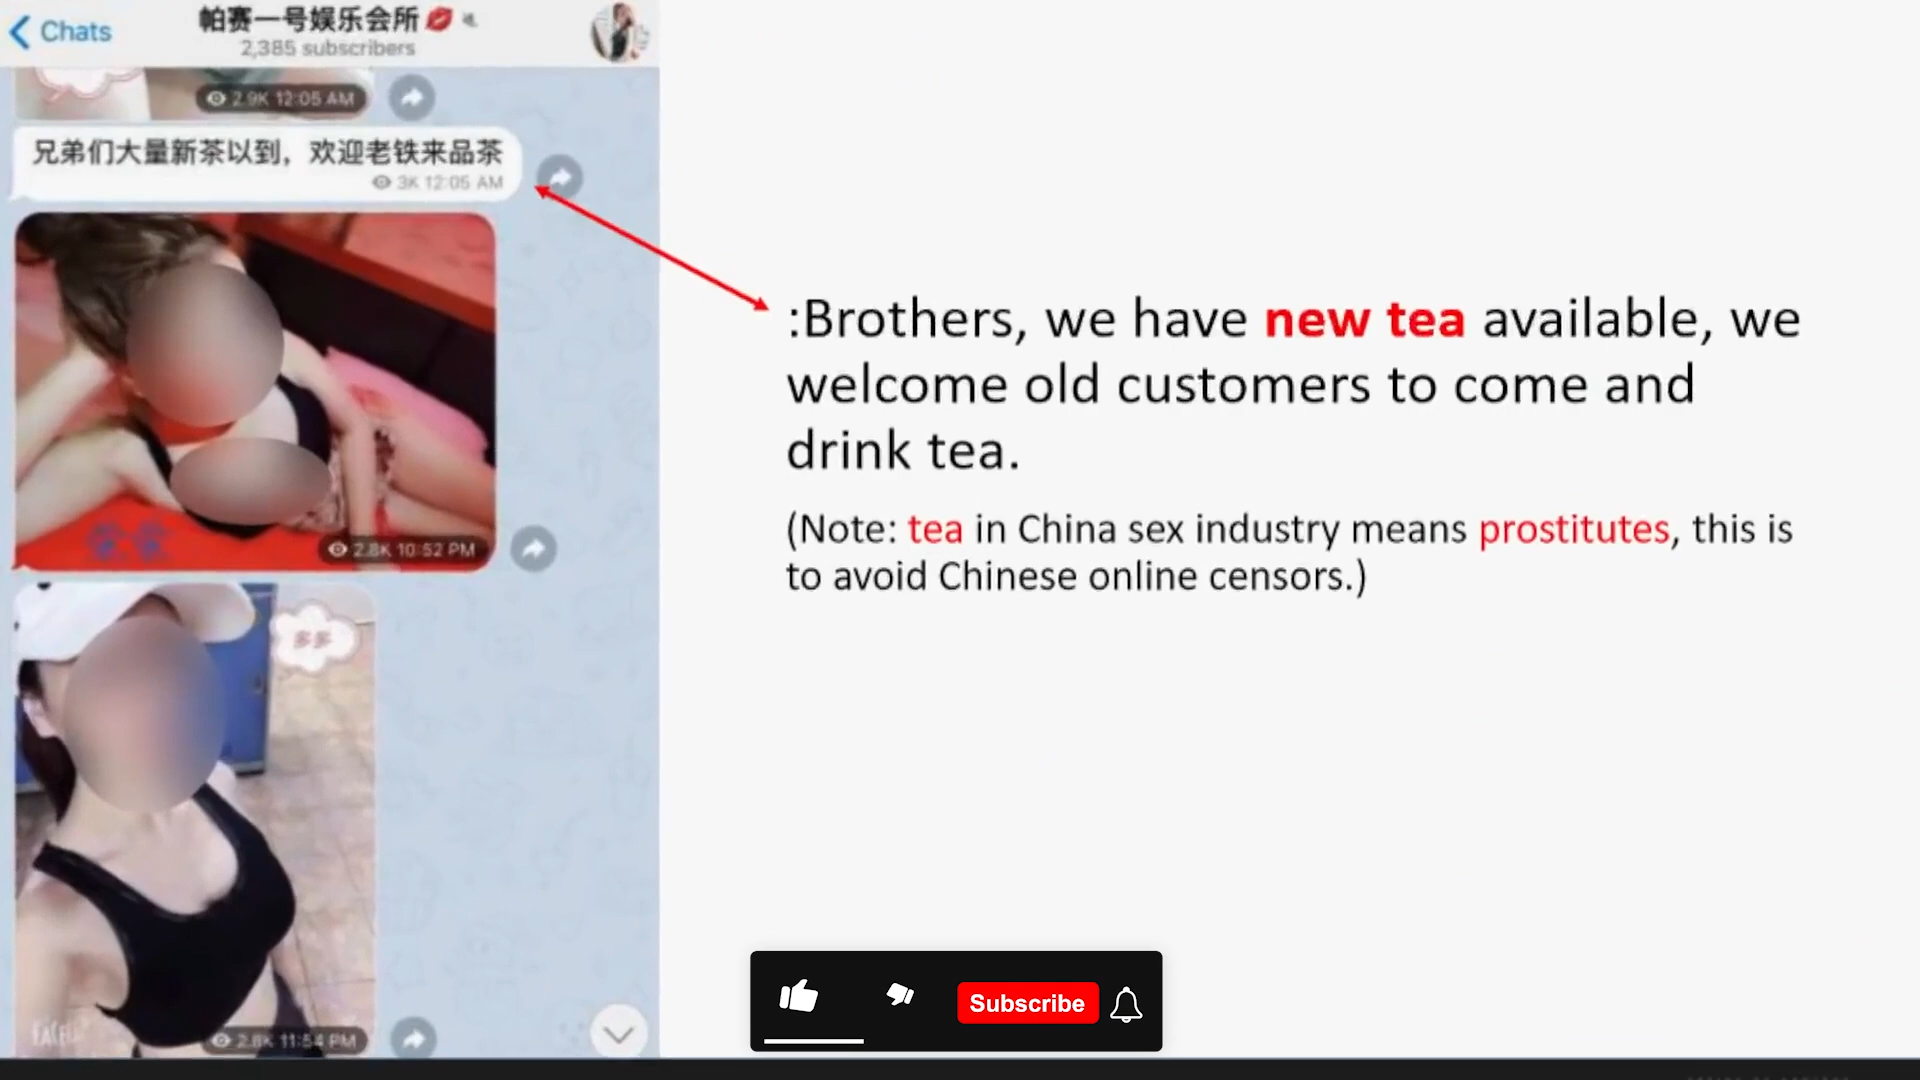 Chats
帕赛一号娱乐会所
2,385 subscribers
2.9K 12:05 AM
兄弟们大量新茶以到，欢迎老铁来品茶
3K 12:05 AM
2.8K 10:52 PM
多多
2.8K 11:54 PM
:Brothers, we have new tea available, we
welcome old customers to come and
drink tea.
(Note: tea in China sex industry means prostitutes, this is
to avoid Chinese online censors.)
Subscribe